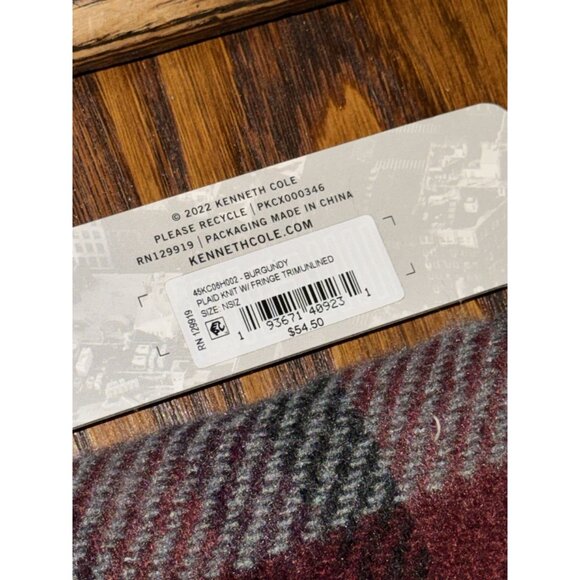 © 2022 KENNETH COLE
PLEASE RECYCLE | PKCX000346
RN129919 | PACKAGING MADE IN CHINA
KENNETHCOLE.COM
45KC06H002 - BURGUNDY
PLAID KNIT W/ FRINGE TRIMUNLINED
SIZE: NSIZ
1 93671 40923 1
$54.50
RN 129919